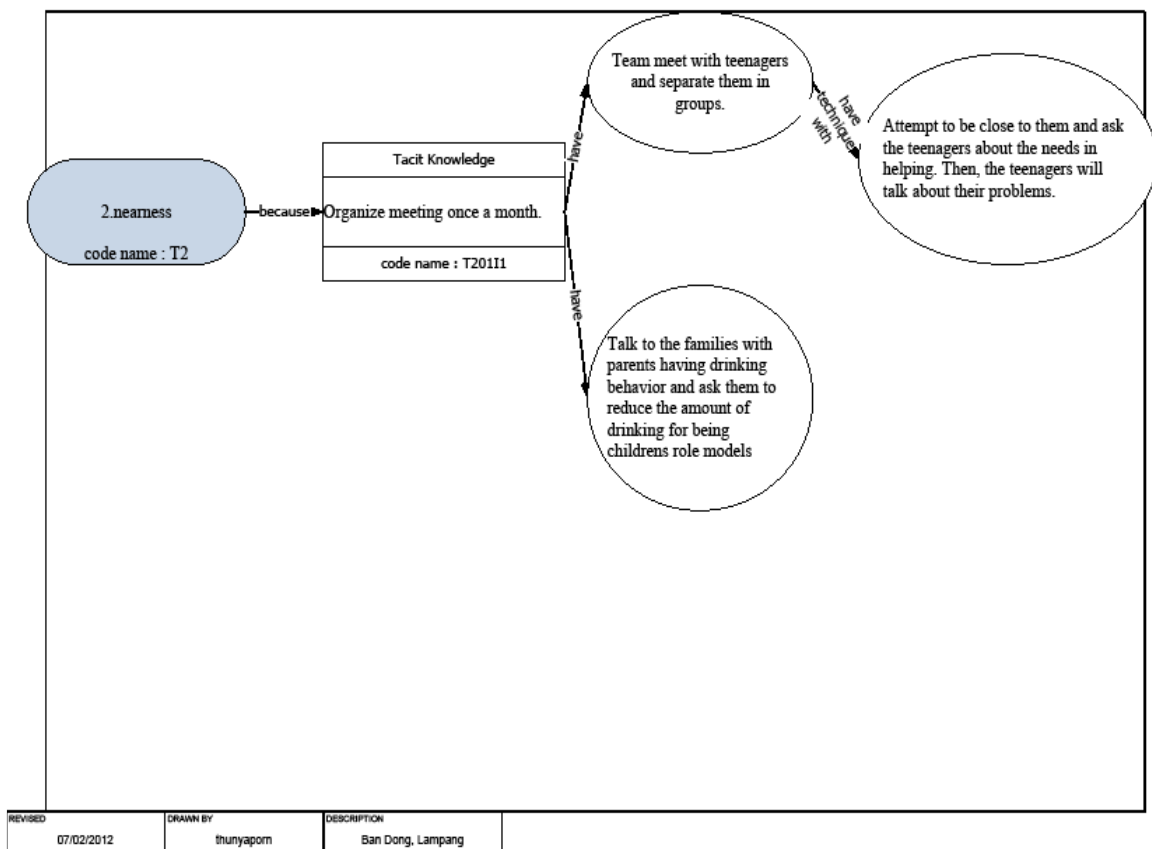 2.nearness
code name : T2
because
Tacit Knowledge
Organize meeting once a month.
code name : T201I1
have
Team meet with teenagers
and separate them in
groups.
have
technique
with
Attempt to be close to them and ask
the teenagers about the needs in
helping. Then, the teenagers will
talk about their problems.
have
Talk to the families with
parents having drinking
behavior and ask them to
reduce the amount of
drinking for being
childrens role models
REVISED
07/02/2012
DRAWN BY
thunyaporn
DESCRIPTION
Ban Dong, Lampang